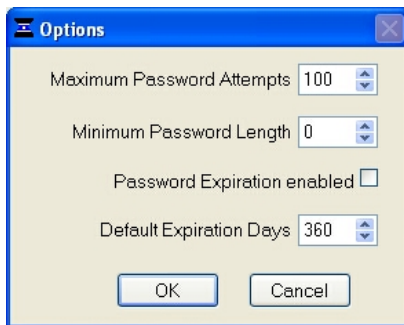 Options
Maximum Password Attempts 100
Minimum Password Length 0
Password Expiration enabled
Default Expiration Days 360
OK Cancel